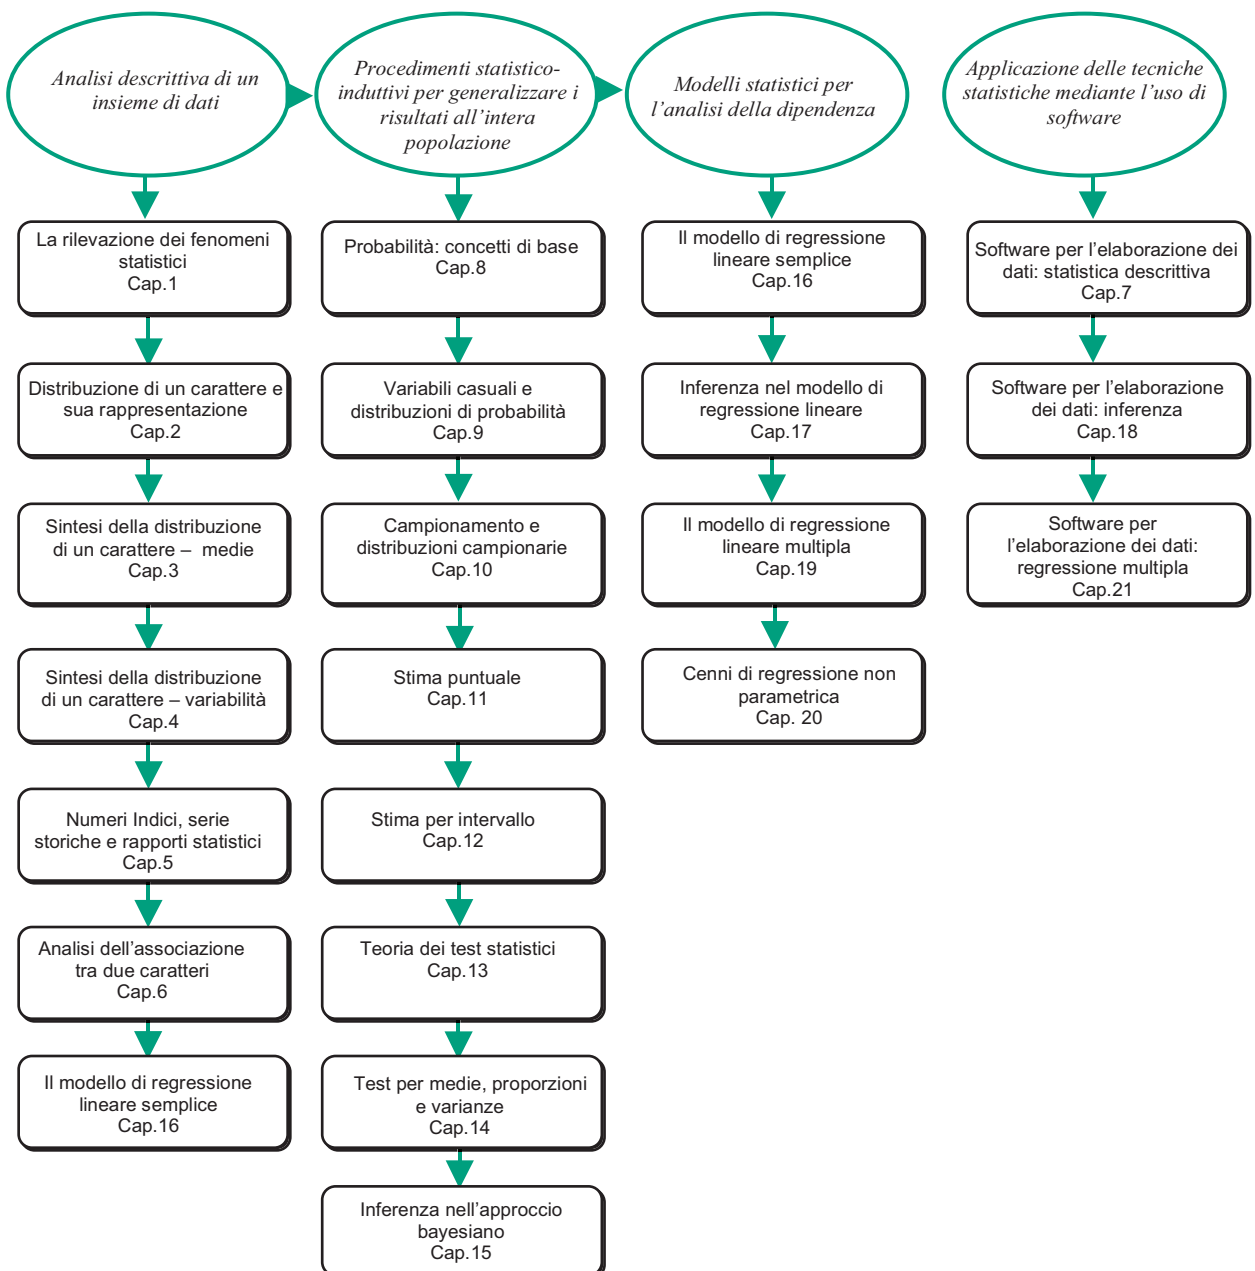 Analisi descrittiva di un
insieme di dati
Procedimenti statistico-
induttivi per generalizzare i
risultati all'intera
popolazione
Modelli statistici per
l'analisi della dipendenza
Applicazione delle tecniche
statistiche mediante l'uso di
software
La rilevazione dei fenomeni
statistici
Cap.1
Distribuzione di un carattere e
sua rappresentazione
Cap.2
Sintesi della distribuzione
di un carattere – medie
Cap.3
Sintesi della distribuzione
di un carattere – variabilità
Cap.4
Numeri Indici, serie
storiche e rapporti statistici
Cap.5
Analisi dell'associazione
tra due caratteri
Cap.6
Il modello di regressione
lineare semplice
Cap.16
Probabilità: concetti di base
Cap.8
Variabili casuali e
distribuzioni di probabilità
Cap.9
Campionamento e
distribuzioni campionarie
Cap.10
Stima puntuale
Cap.11
Stima per intervallo
Cap.12
Teoria dei test statistici
Cap.13
Test per medie, proporzioni
e varianze
Cap.14
Inferenza nell'approccio
bayesiano
Cap.15
Il modello di regressione
lineare semplice
Cap.16
Inferenza nel modello di
regressione lineare
Cap.17
Il modello di regressione
lineare multipla
Cap.19
Cenni di regressione non
parametrica
Cap. 20
Software per l'elaborazione dei
dati: statistica descrittiva
Cap.7
Software per l'elaborazione
dei dati: inferenza
Cap.18
Software per
l'elaborazione dei dati:
regressione multipla
Cap.21